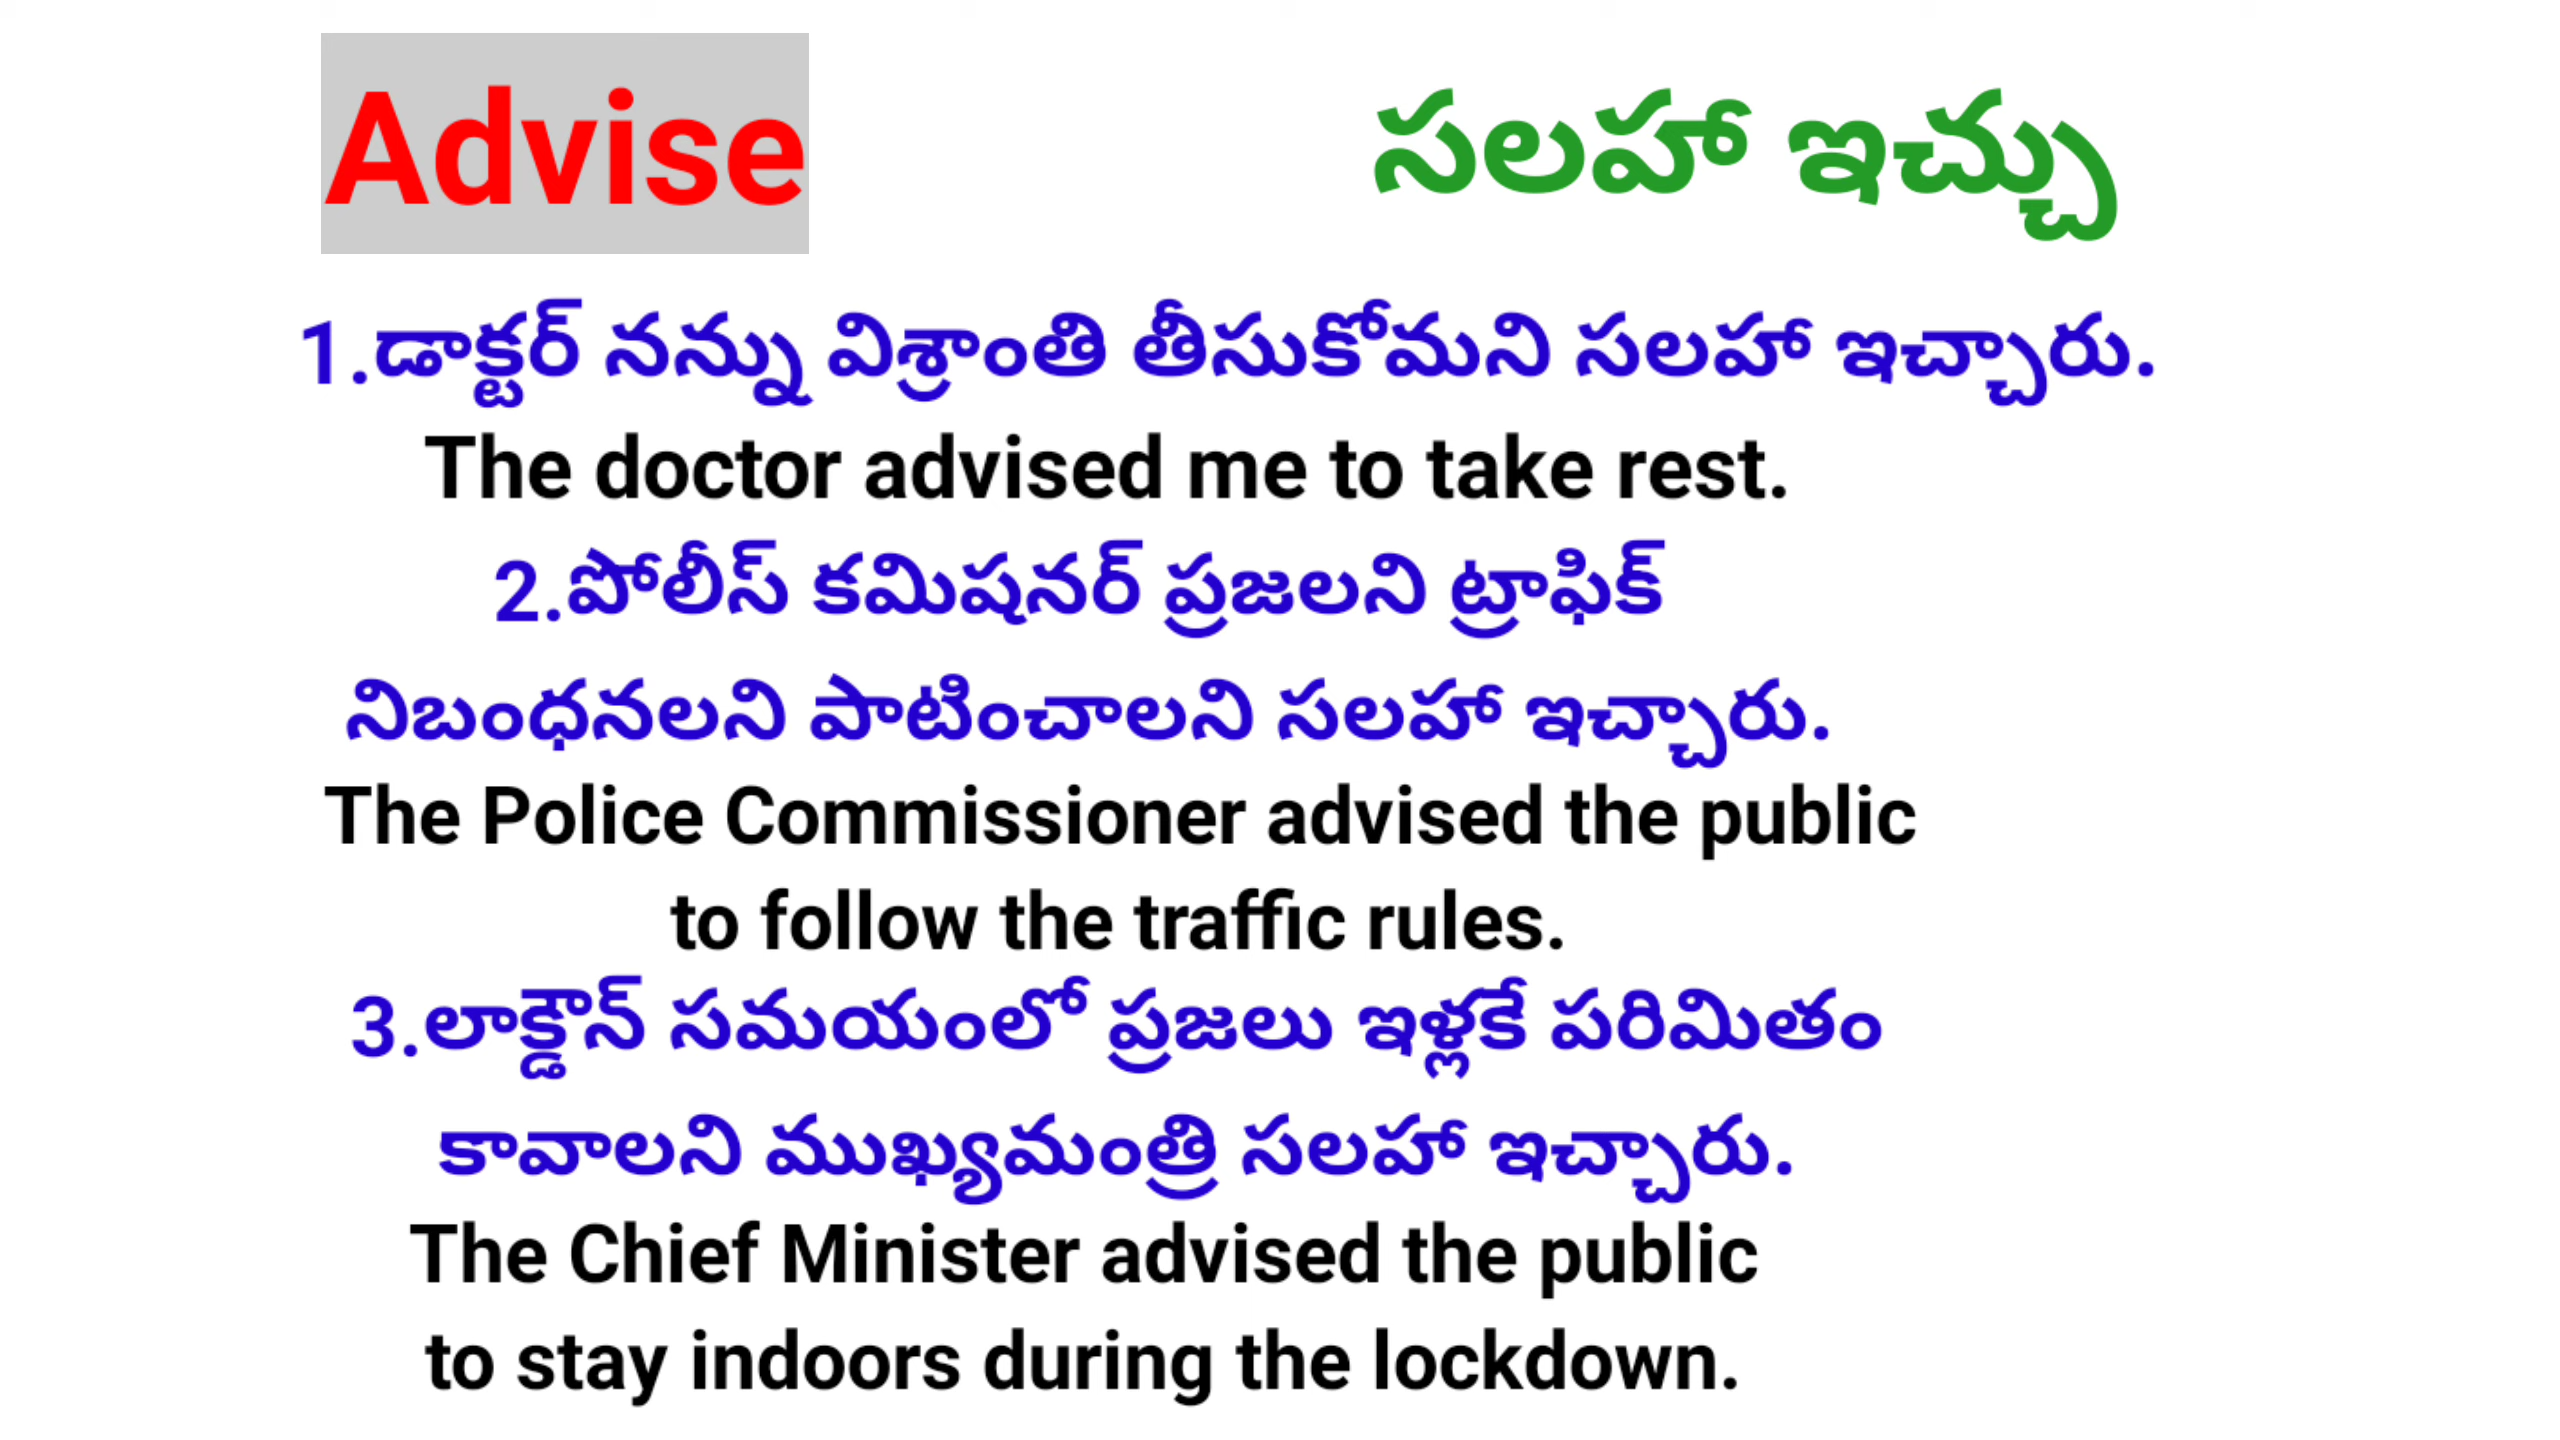 Advise సలహా ఇచ్చు
1.డాక్టర్ నన్ను విశ్రాంతి తీసుకోమని సలహా ఇచ్చారు.
The doctor advised me to take rest.
2.పోలీస్ కమిషనర్ ప్రజలని ట్రాఫిక్
నిబంధనలని పాటించాలని సలహా ఇచ్చారు.
The Police Commissioner advised the public
to follow the traffic rules.
3.లాక్డౌన్ సమయంలో ప్రజలు ఇళ్లకే పరిమితం
కావాలని ముఖ్యమంత్రి సలహా ఇచ్చారు.
The Chief Minister advised the public
to stay indoors during the lockdown.